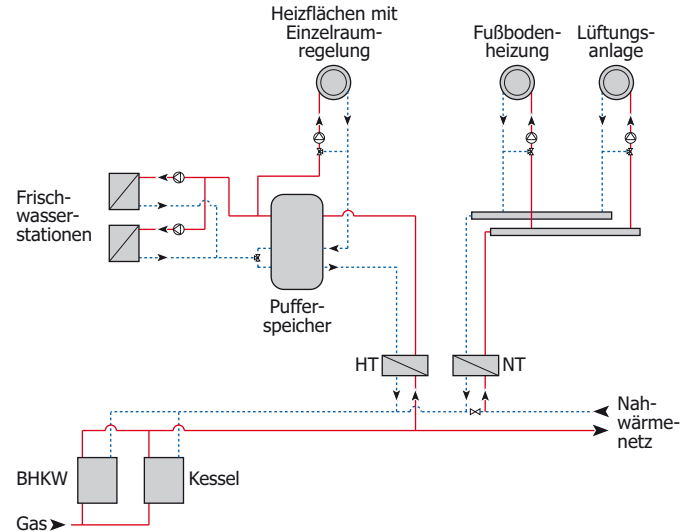 Heizflächen mit
Einzelraum-
regelung
Fußboden-
heizung
Lüftungs-
anlage
Frisch-
wasser-
stationen
Puffer-
speicher
HT
NT
Nah-
wärme-
netz
BHKW
Kessel
Gas